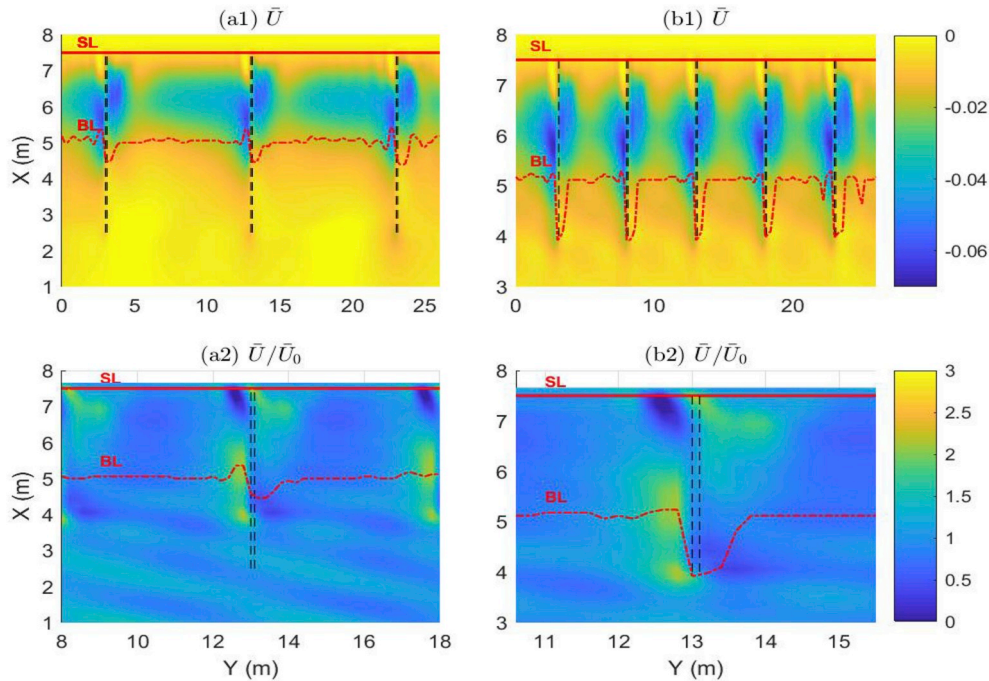 (a1) Ū
(b1) Ū
8
7
6
5
4
3
2
1
X (m)
SL
BL
0 5 10 15 20 25
8
7
6
5
4
3
SL
BL
0 10 20
0
-0.02
-0.04
-0.06
(a2) Ū/Ū₀
(b2) Ū/Ū₀
8
7
6
5
4
3
2
1
X (m)
SL
BL
8 10 12 14 16 18
Y (m)
8
7
6
5
4
3
SL
BL
11 12 13 14 15
Y (m)
3
2.5
2
1.5
1
0.5
0